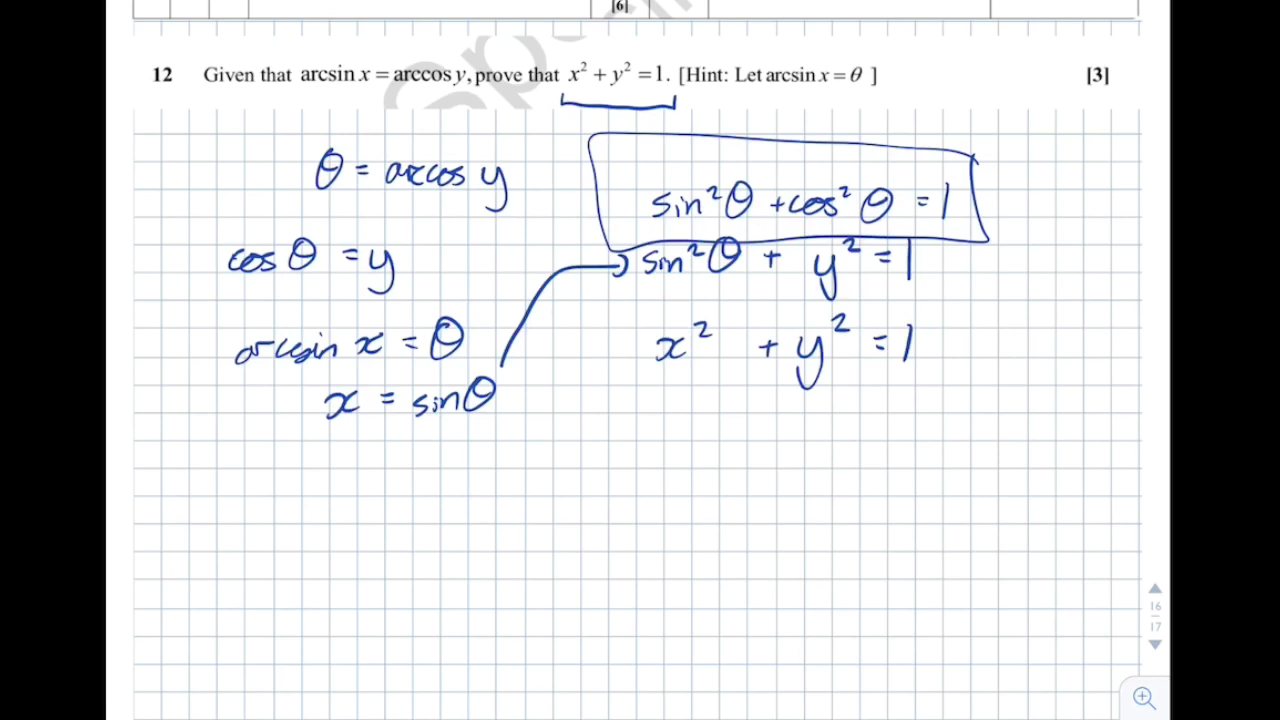 [6]
12 Given that arcsin x = arccos y, prove that x² + y² = 1. [Hint: Let arcsin x = θ ] [3]
θ = arccos y
sin²θ + cos²θ = 1
cos θ = y
sin²θ + y² = 1
arcsin x = θ
x² + y² = 1
x = sinθ
16
17